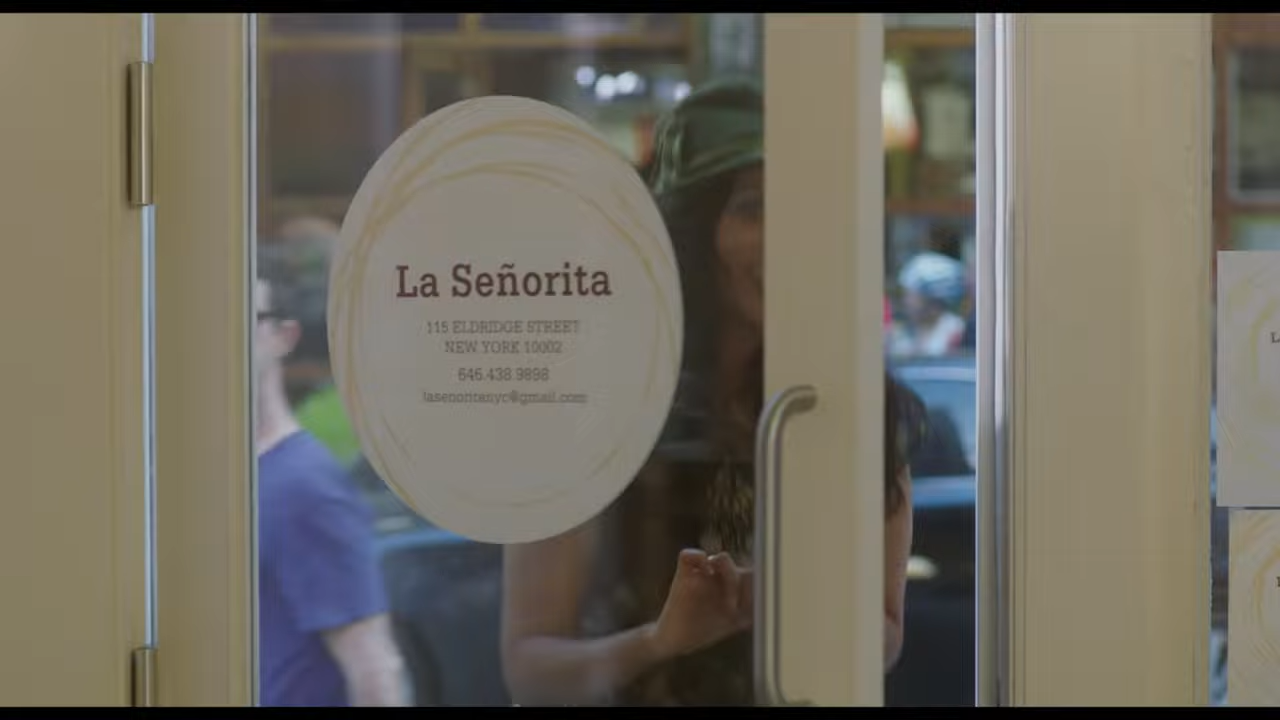 La Señorita
115 ELDRIDGE STREET
NEW YORK 10002
646.438.9898
lasenoritanyc@gmail.com